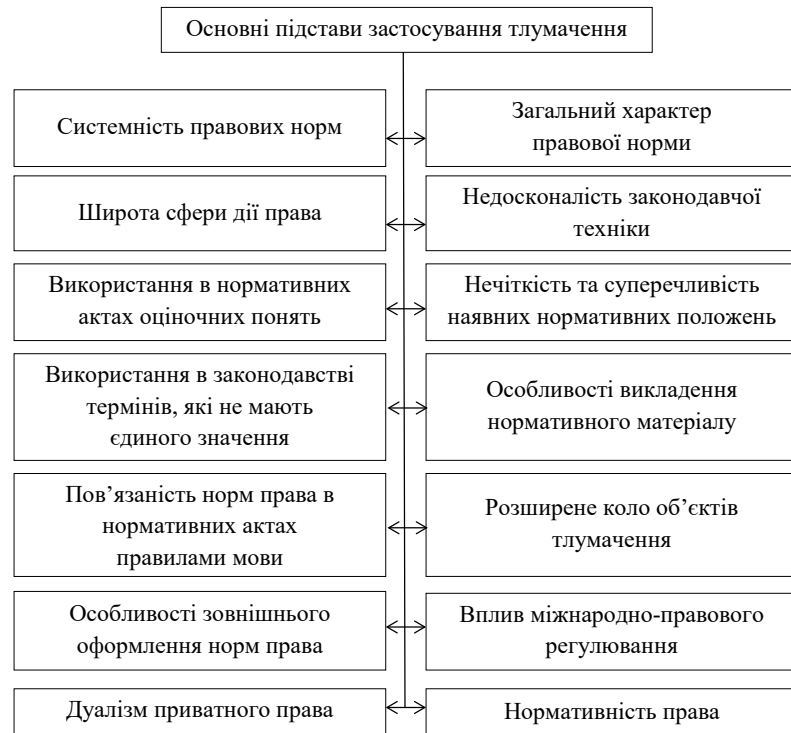 Основні підстави застосування тлумачення
Системність правових норм
Загальний характер
правової норми
Широта сфери дії права
Недосконалість законодавчої
техніки
Використання в нормативних
актах оціночних понять
Нечіткість та суперечливість
наявних нормативних положень
Використання в законодавстві
термінів, які не мають
єдиного значення
Особливості викладення
нормативного матеріалу
Пов’язаність норм права в
нормативних актах
правилами мови
Розширене коло об’єктів
тлумачення
Особливості зовнішнього
оформлення норм права
Вплив міжнародно-правового
регулювання
Дуалізм приватного права
Нормативність права